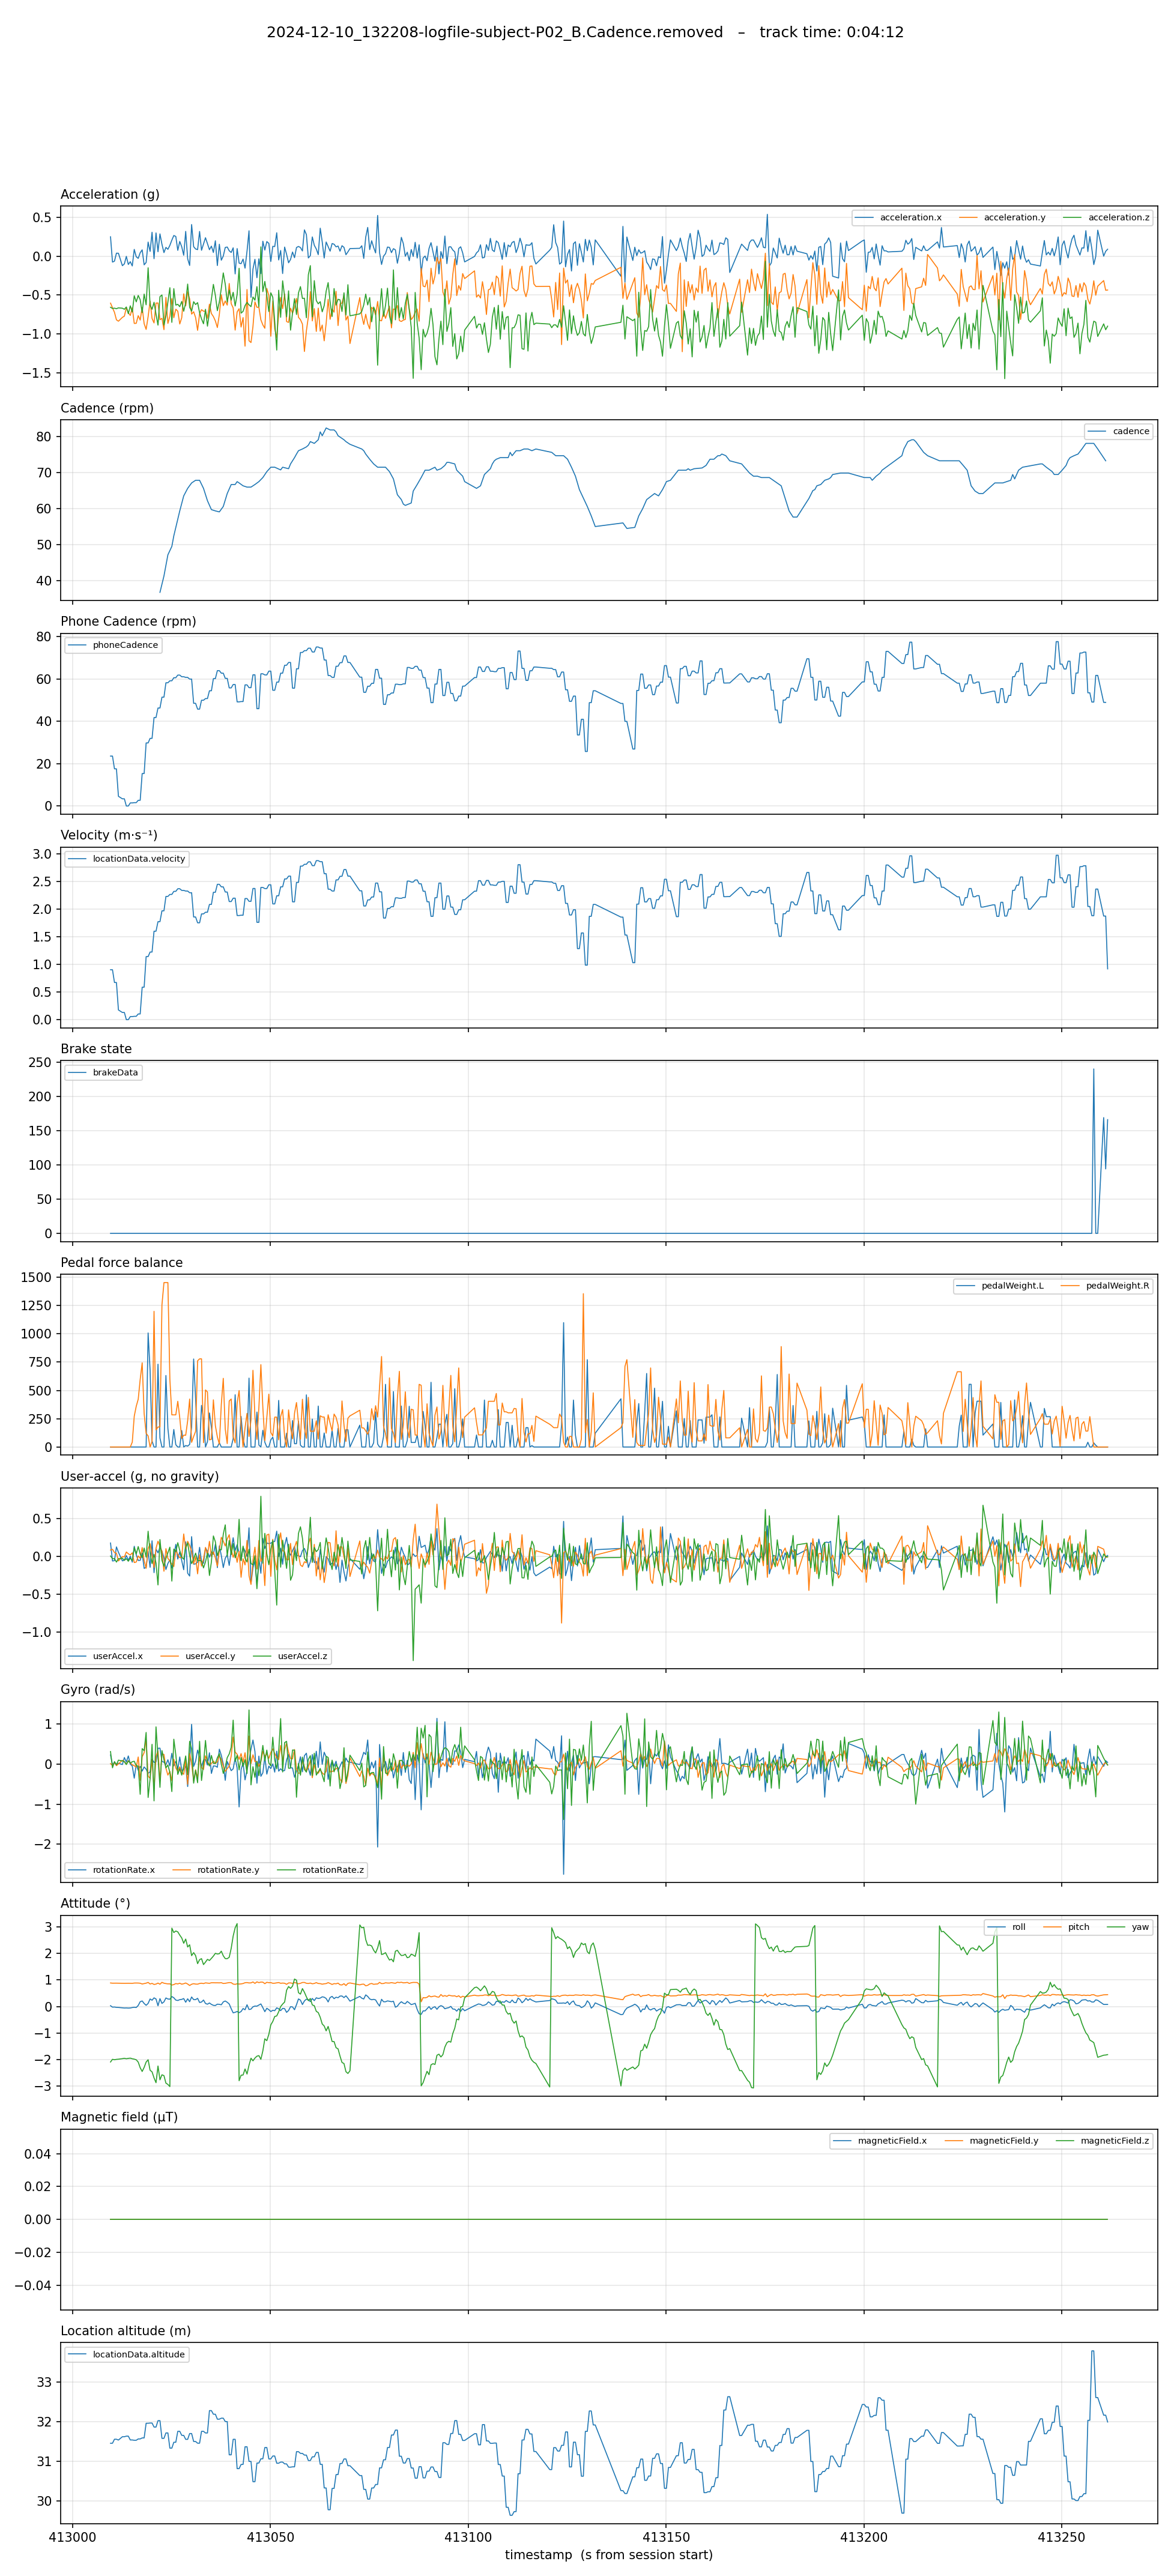 2024-12-10_132208-logfile-subject-P02_B.Cadence.removed – track time: 0:04:12
Acceleration (g)
acceleration.x acceleration.y acceleration.z
0.5
0.0
−0.5
−1.0
−1.5
Cadence (rpm)
cadence
80
70
60
50
40
Phone Cadence (rpm)
phoneCadence
80
60
40
20
0
Velocity (m·s⁻¹)
locationData.velocity
3.0
2.5
2.0
1.5
1.0
0.5
0.0
Brake state
brakeData
250
200
150
100
50
0
Pedal force balance
pedalWeight.L pedalWeight.R
1500
1250
1000
750
500
250
0
User-accel (g, no gravity)
0.5
0.0
−0.5
−1.0
userAccel.x userAccel.y userAccel.z
Gyro (rad/s)
1
0
−1
−2
rotationRate.x rotationRate.y rotationRate.z
Attitude (°)
roll pitch yaw
3
2
1
0
−1
−2
−3
Magnetic field (µT)
magneticField.x magneticField.y magneticField.z
0.04
0.02
0.00
−0.02
−0.04
Location altitude (m)
locationData.altitude
33
32
31
30
413000 413050 413100 413150 413200 413250
timestamp (s from session start)